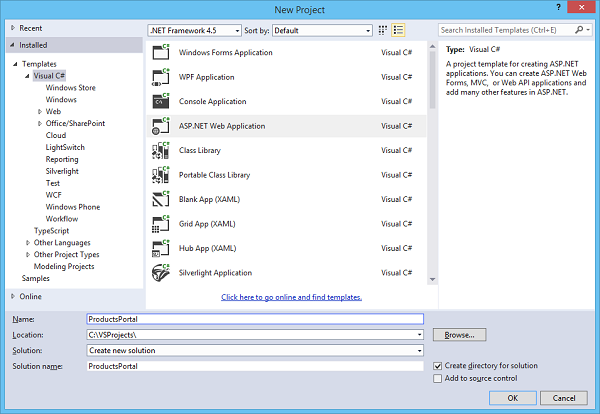 New Project
Recent
.NET Framework 4.5
Sort by: Default
Search Installed Templates (Ctrl+E)
Installed
Templates
Visual C#
Windows Store
Windows
Web
Office/SharePoint
Cloud
LightSwitch
Reporting
Silverlight
Test
WCF
Windows Phone
Workflow
TypeScript
Other Languages
Other Project Types
Modeling Projects
Samples
Online
Windows Forms Application Visual C#
WPF Application Visual C#
Console Application Visual C#
ASP.NET Web Application Visual C#
Class Library Visual C#
Portable Class Library Visual C#
Blank App (XAML) Visual C#
Grid App (XAML) Visual C#
Hub App (XAML) Visual C#
Silverlight Application Visual C#
Click here to go online and find templates.
Type: Visual C#
A project template for creating ASP.NET
applications. You can create ASP.NET Web
Forms, MVC, or Web API applications and
add many other features in ASP.NET.
Name: ProductsPortal
Location: C:\VSProjects\
Browse...
Solution: Create new solution
Solution name: ProductsPortal
Create directory for solution
Add to source control
OK
Cancel